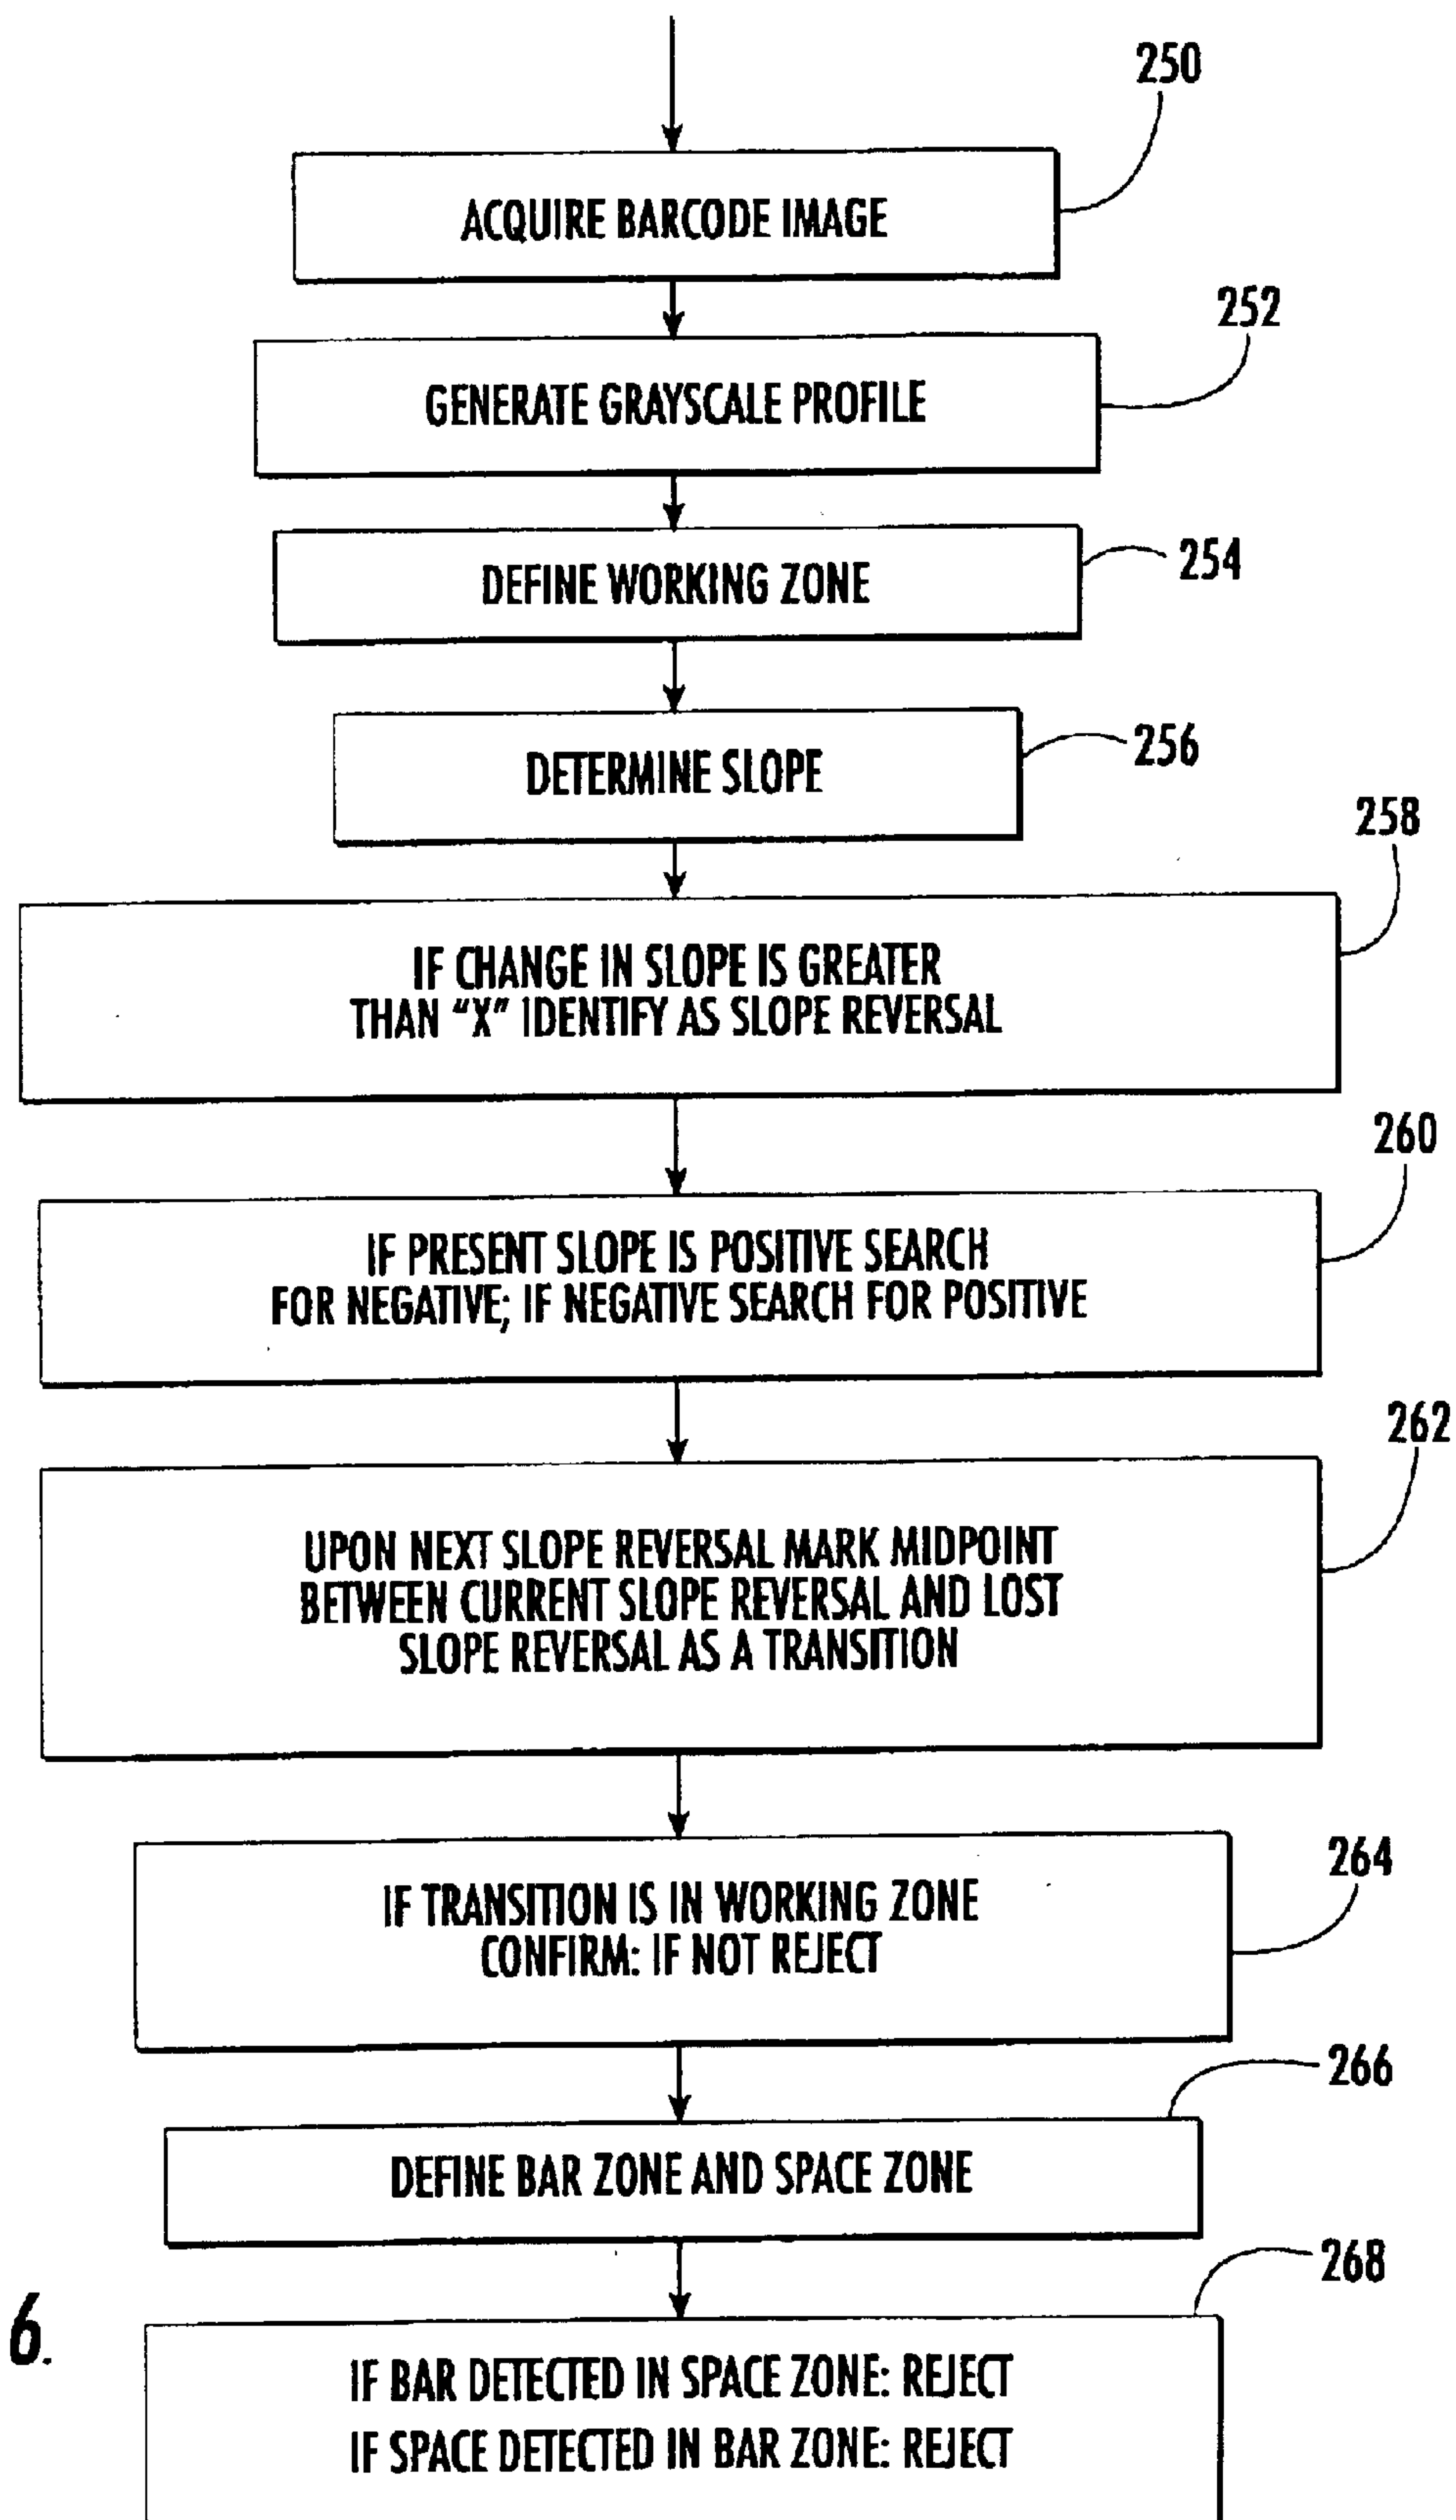 250
ACQUIRE BARCODE IMAGE
252
GENERATE GRAYSCALE PROFILE
254
DEFINE WORKING ZONE
256
DETERMINE SLOPE
258
IF CHANGE IN SLOPE IS GREATER
THAN "X" IDENTIFY AS SLOPE REVERSAL
260
IF PRESENT SLOPE IS POSITIVE SEARCH
FOR NEGATIVE; IF NEGATIVE SEARCH FOR POSITIVE
262
UPON NEXT SLOPE REVERSAL MARK MIDPOINT
BETWEEN CURRENT SLOPE REVERSAL AND LOST
SLOPE REVERSAL AS A TRANSITION
264
IF TRANSITION IS IN WORKING ZONE
CONFIRM: IF NOT REJECT
266
DEFINE BAR ZONE AND SPACE ZONE
268
6.
IF BAR DETECTED IN SPACE ZONE: REJECT
IF SPACE DETECTED IN BAR ZONE: REJECT